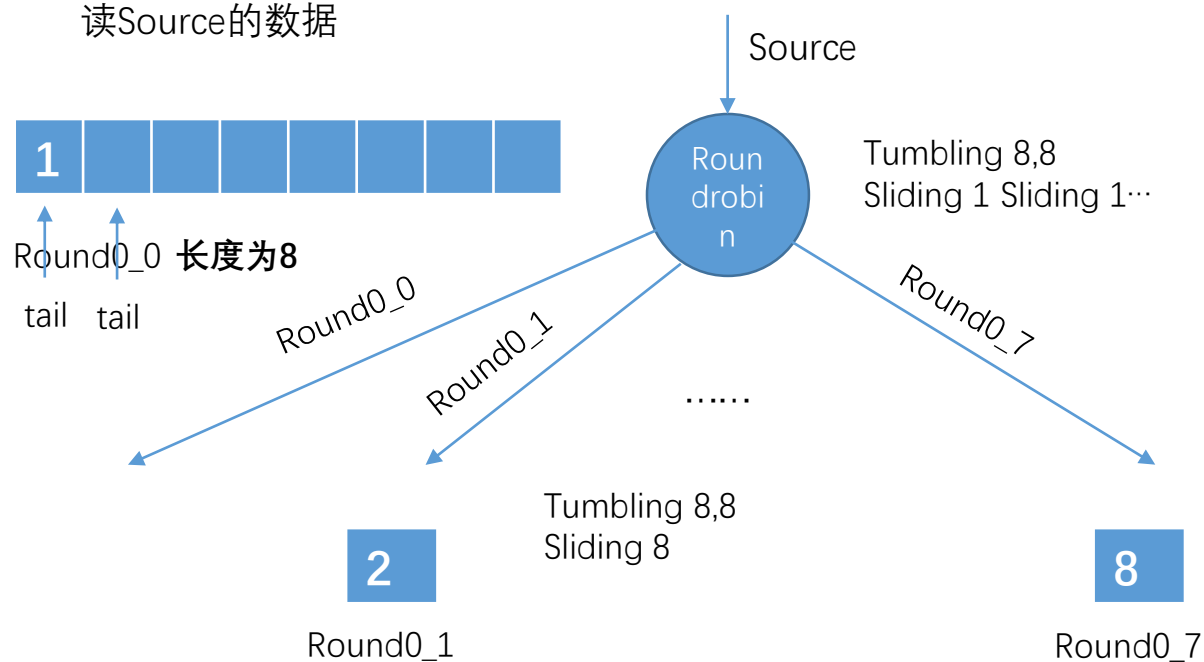 读Source的数据
Source
1
Roun
drobi
n
Tumbling 8,8
Sliding 1 Sliding 1…
Round0_0 长度为8
tail
tail
Round0_0
Round0_1
Round0_7
……
Tumbling 8,8
Sliding 8
2
8
Round0_1
Round0_7